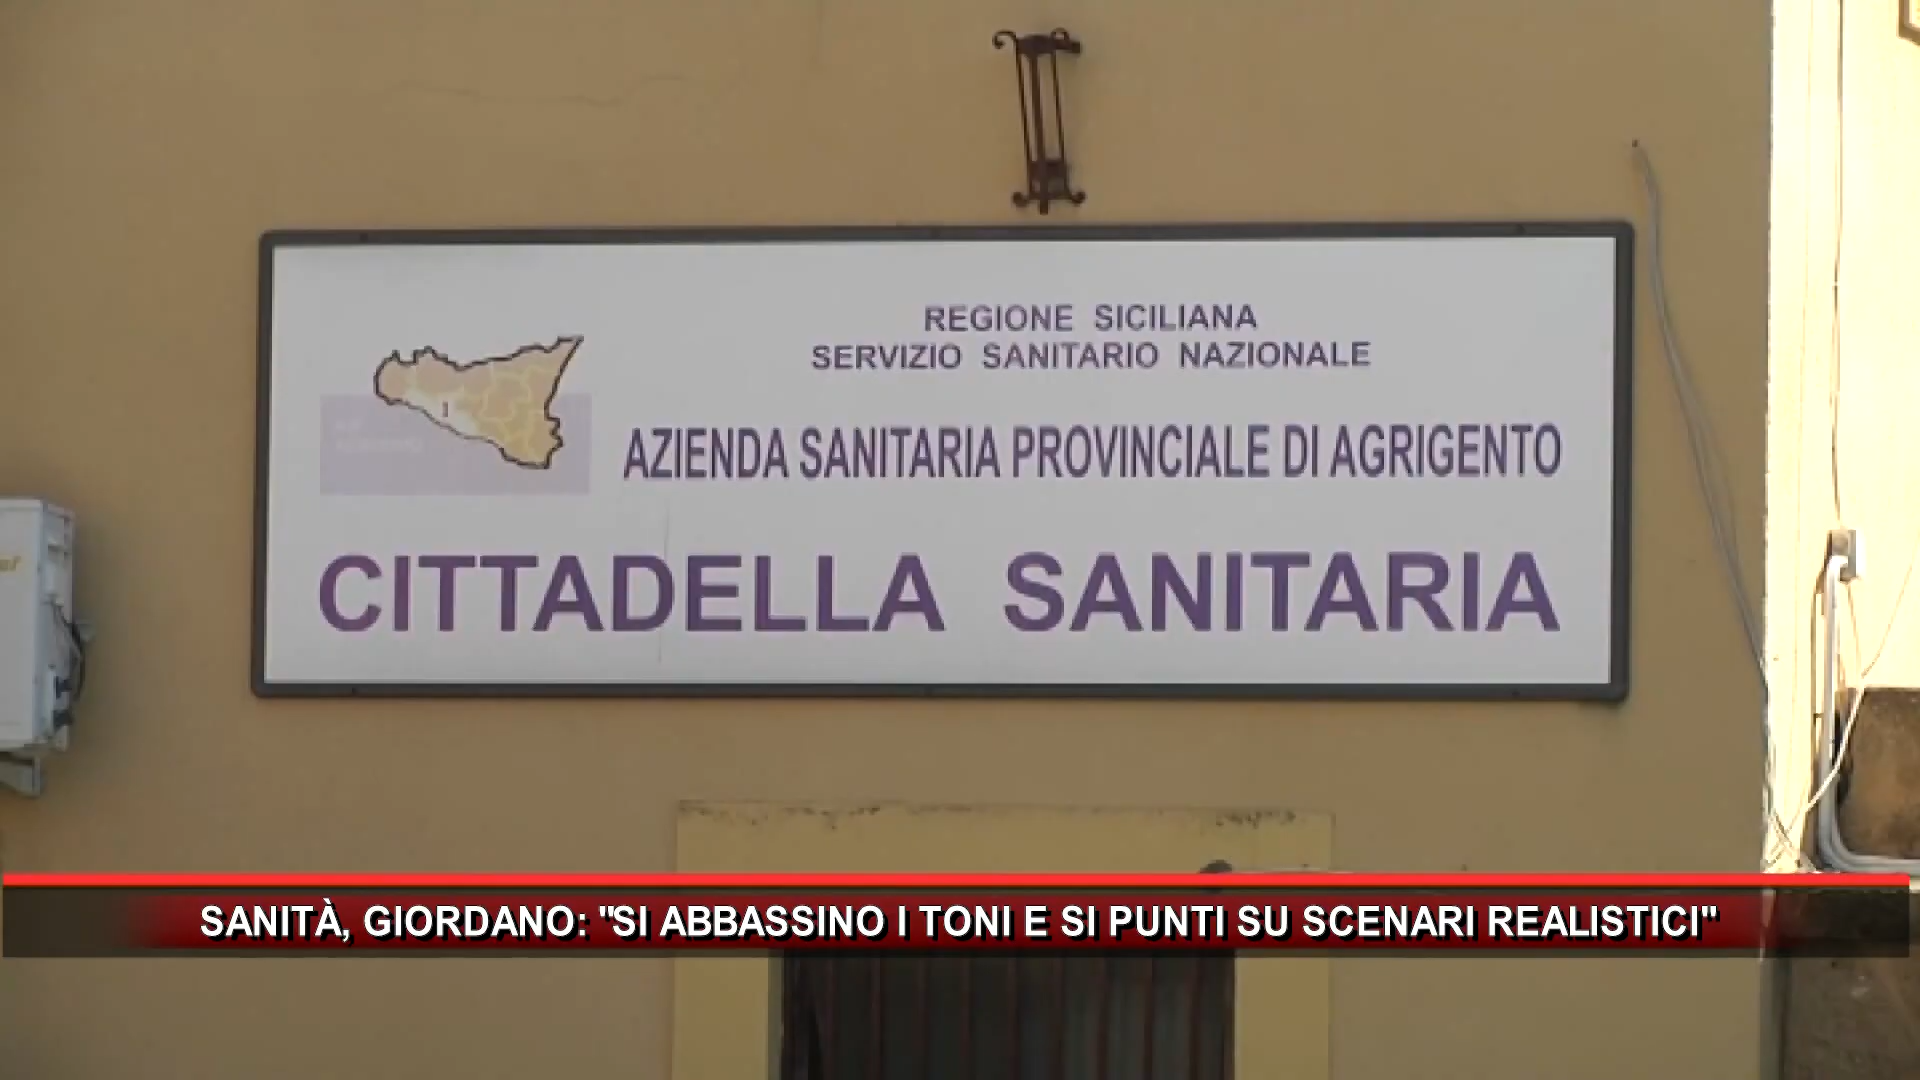 REGIONE SICILIANA
SERVIZIO SANITARIO NAZIONALE
AZIENDA SANITARIA PROVINCIALE DI AGRIGENTO
CITTADELLA SANITARIA
SANITÀ, GIORDANO: "SI ABBASSINO I TONI E SI PUNTI SU SCENARI REALISTICI"